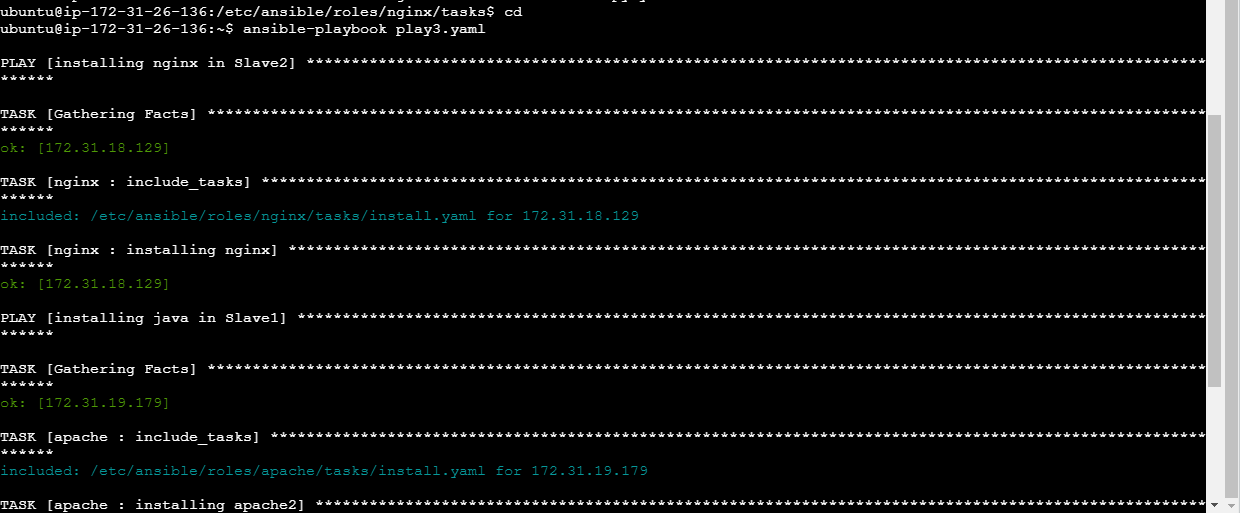 ubuntu@ip-172-31-26-136:/etc/ansible/roles/nginx/tasks$ cd
ubuntu@ip-172-31-26-136:~$ ansible-playbook play3.yaml
PLAY [installing nginx in Slave2] ****************************************************************************************************
******
TASK [Gathering Facts] ***************************************************************************************************************
******
ok: [172.31.18.129]
TASK [nginx : include_tasks] *********************************************************************************************************
******
included: /etc/ansible/roles/nginx/tasks/install.yaml for 172.31.18.129
TASK [nginx : installing nginx] ******************************************************************************************************
******
ok: [172.31.18.129]
PLAY [installing java in Slave1] *****************************************************************************************************
******
TASK [Gathering Facts] ***************************************************************************************************************
******
ok: [172.31.19.179]
TASK [apache : include_tasks] ********************************************************************************************************
******
included: /etc/ansible/roles/apache/tasks/install.yaml for 172.31.19.179
TASK [apache : installing apache2] ***************************************************************************************************